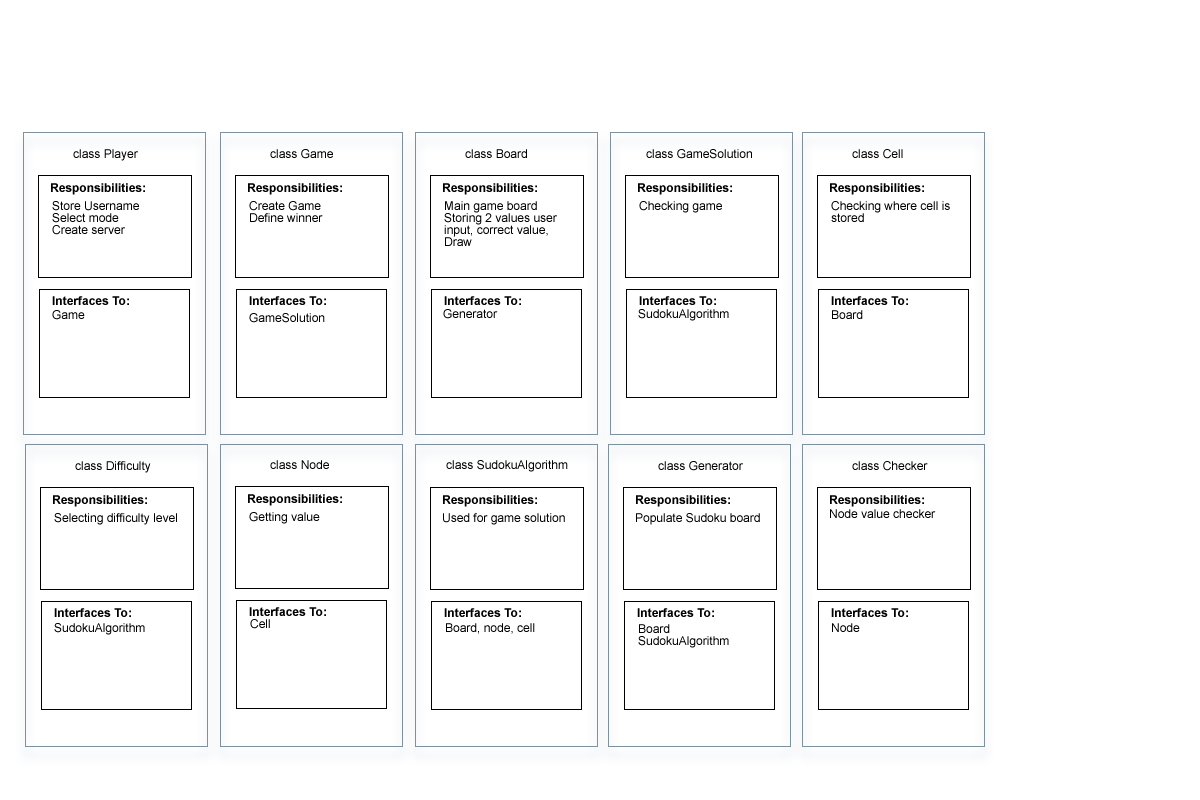 class Player
Responsibilities:
Store Username
Select mode
Create server
Interfaces To:
Game
class Game
Responsibilities:
Create Game
Define winner
Interfaces To:
GameSolution
class Board
Responsibilities:
Main game board
Storing 2 values user
input, correct value,
Draw
Interfaces To:
Generator
class GameSolution
Responsibilities:
Checking game
Interfaces To:
SudokuAlgorithm
class Cell
Responsibilities:
Checking where cell is
stored
Interfaces To:
Board
class Difficulty
Responsibilities:
Selecting difficulty level
Interfaces To:
SudokuAlgorithm
class Node
Responsibilities:
Getting value
Interfaces To:
Cell
class SudokuAlgorithm
Responsibilities:
Used for game solution
Interfaces To:
Board, node, cell
class Generator
Responsibilities:
Populate Sudoku board
Interfaces To:
Board
SudokuAlgorithm
class Checker
Responsibilities:
Node value checker
Interfaces To:
Node